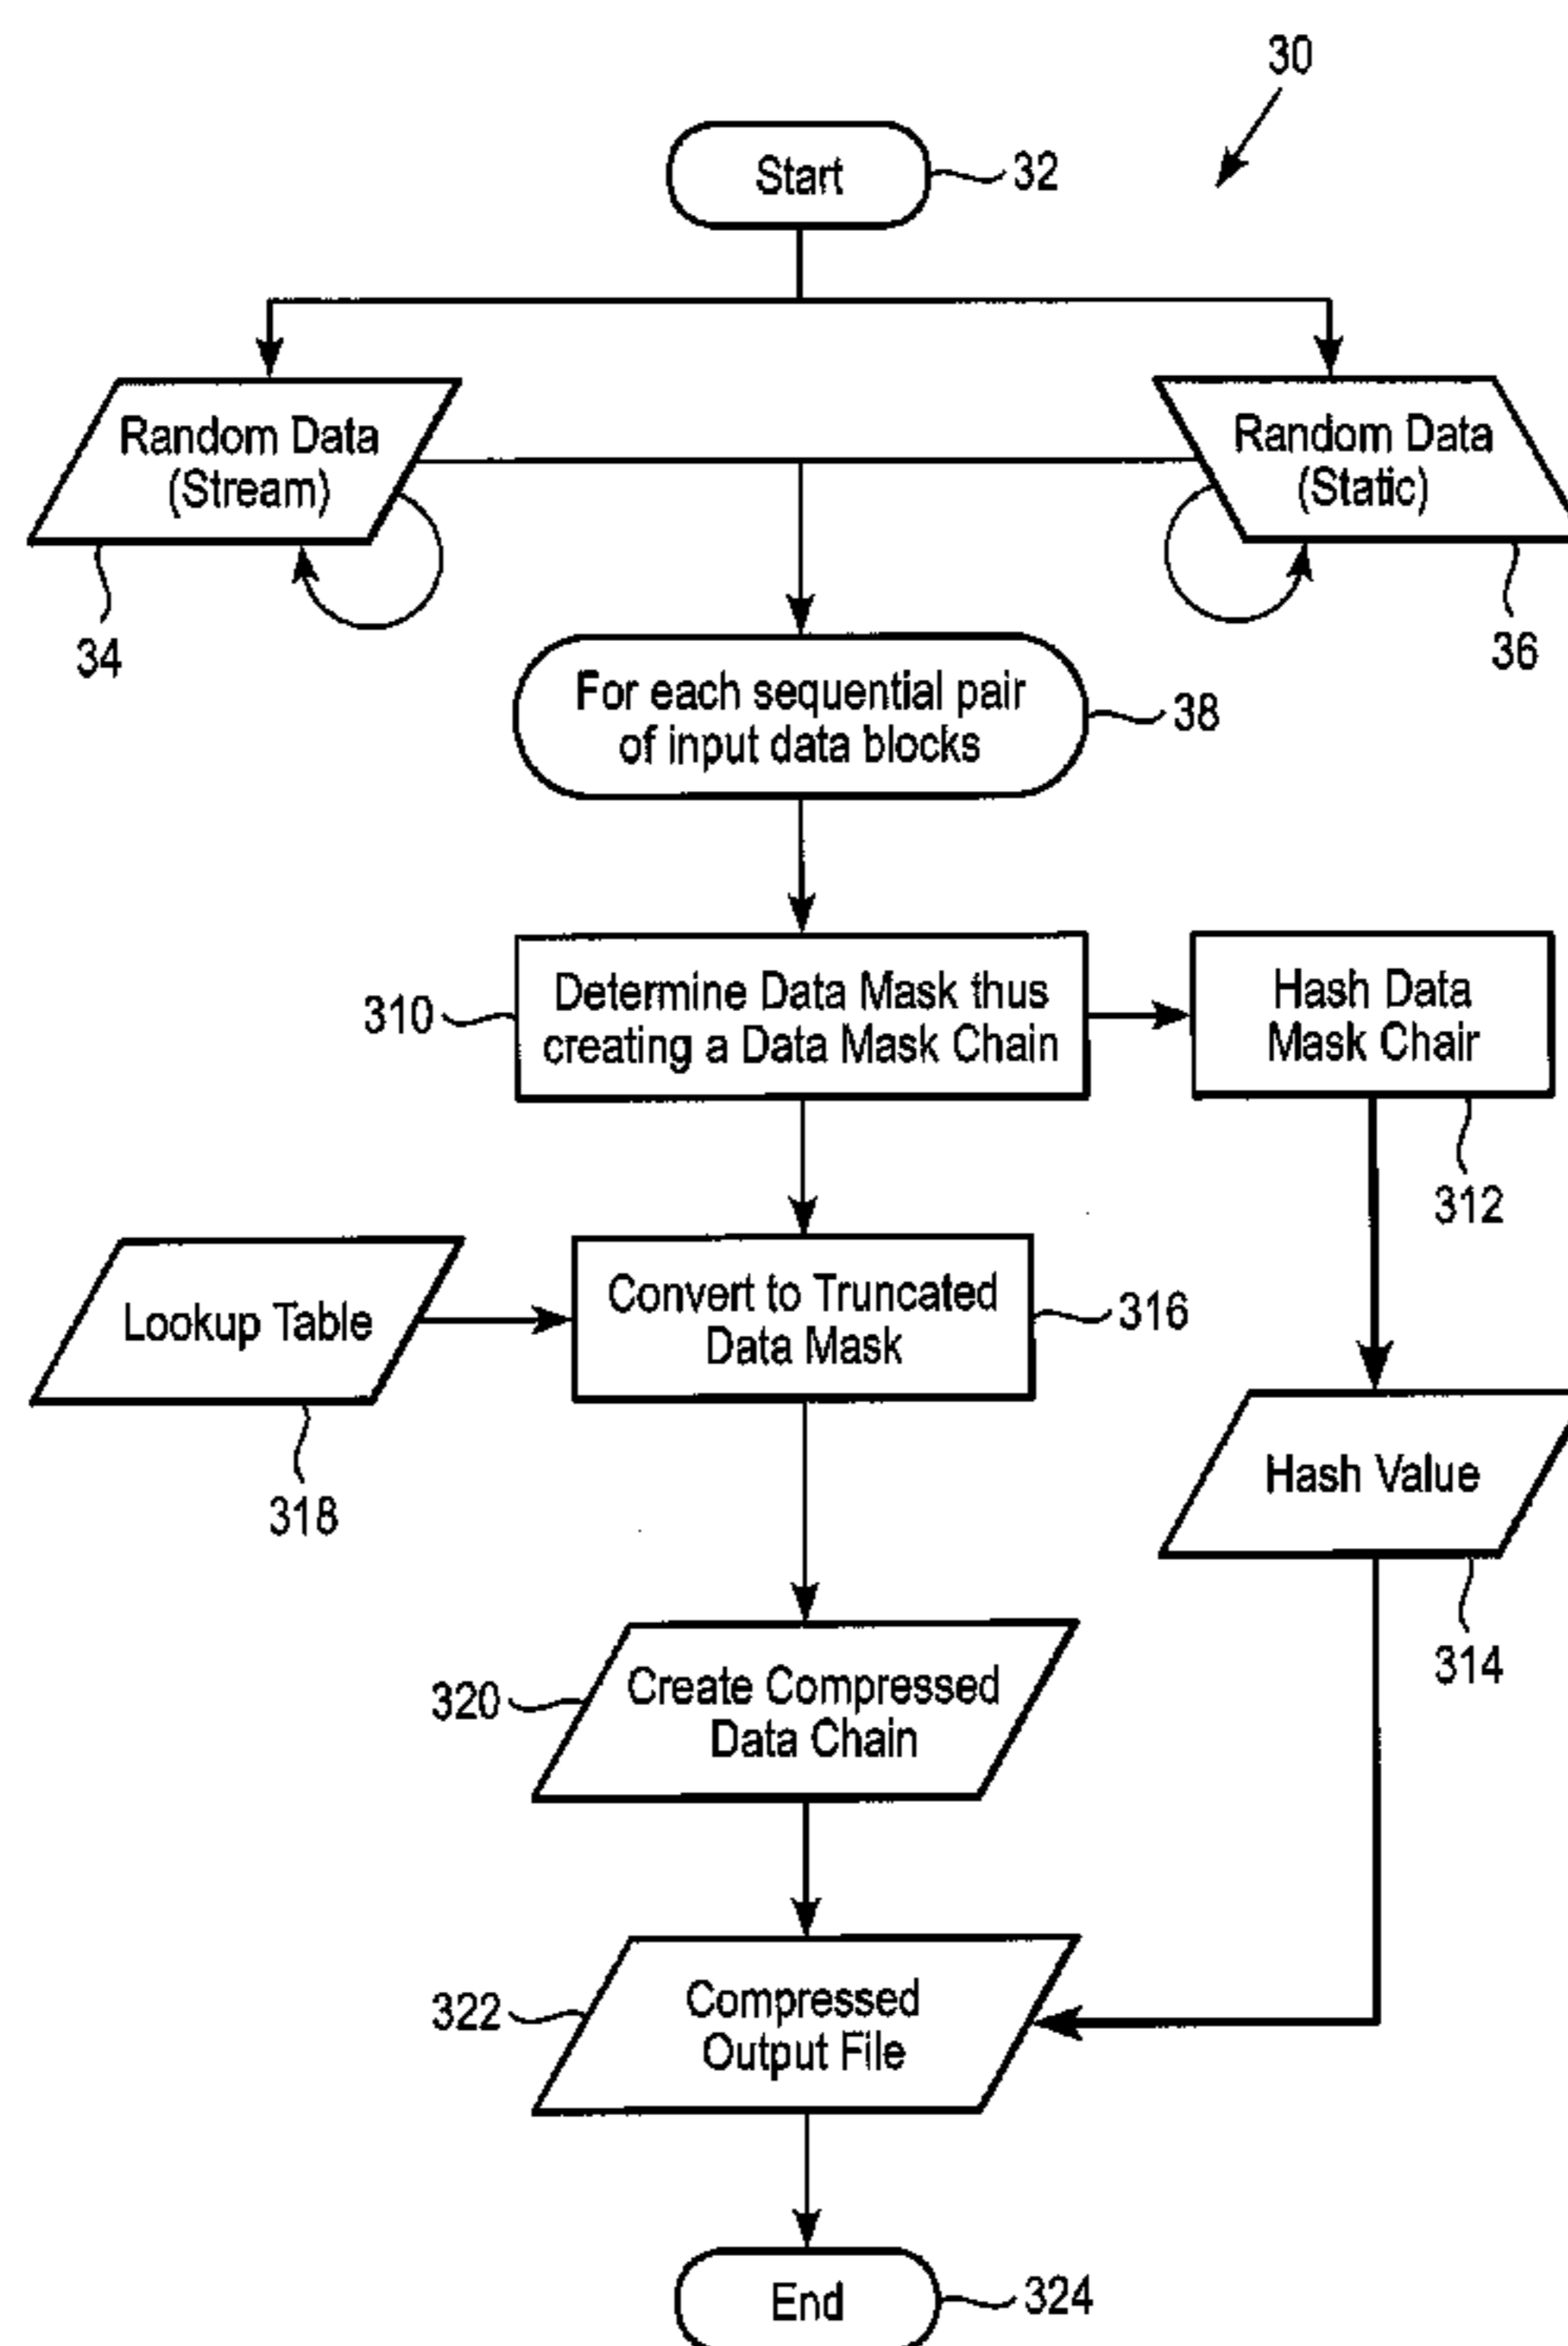 30
Start
32
Random Data
(Stream)
Random Data
(Static)
34
36
For each sequential pair
of input data blocks
38
310
Determine Data Mask thus
creating a Data Mask Chain
Hash Data
Mask Chair
312
Lookup Table
318
Convert to Truncated
Data Mask
316
Hash Value
314
320
Create Compressed
Data Chain
322
Compressed
Output File
End
324